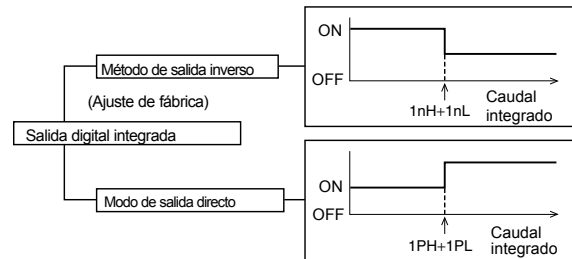 Método de salida inverso
(Ajuste de fábrica)
Salida digital integrada
Modo de salida directo
ON
OFF
1nH+1nL
Caudal
integrado
ON
OFF
1PH+1PL
Caudal
integrado